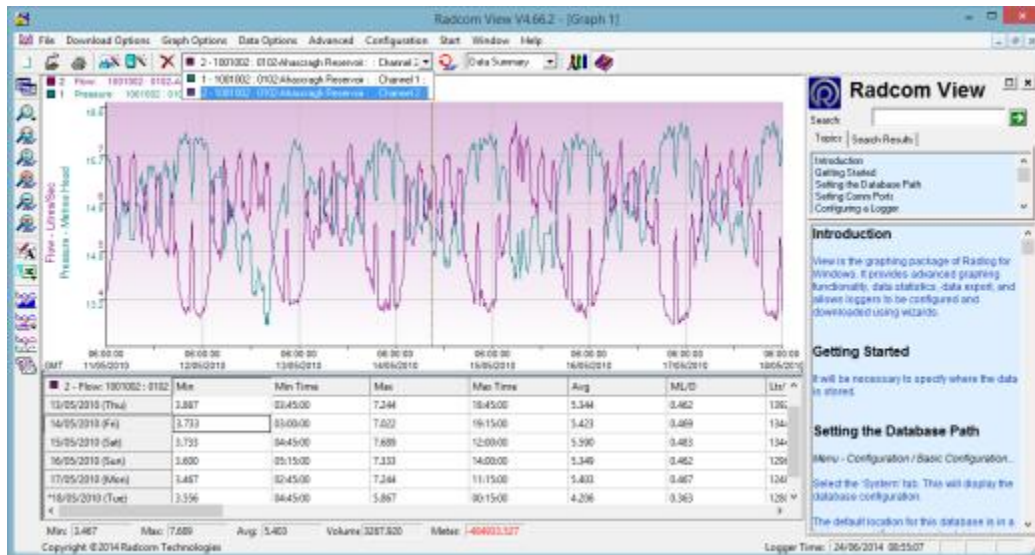 Radcom View V4.66.2 - [Graph 1]
File Download Options Graph Options Data Options Advanced Configuration Start Window Help
2 - 1001002 : 0102-Ahascragh Reservoir : Channel 2
Data Summary
1 - 1001002 : 0102-Ahascragh Reservoir : Channel 1 :
2 - 1001002 : 0102-Ahascragh Reservoir : Channel 2 :
2 Flow: 1001002 : 0102-A
1 Pressure: 1001002 : 010
Flow - Litres/Sec
Pressure - Metres Head
06:00:00 06:00:00 06:00:00 06:00:00 06:00:00 06:00:00 06:00:00 06:00:00
GMT 11/05/2010 12/05/2010 13/05/2010 14/05/2010 15/05/2010 16/05/2010 17/05/2010 18/05/2010
2 - Flow: 1001002 : 0102 Min Min Time Max Max Time Avg ML/D Ltr/
13/05/2010 (Thu) 3.867 03:45:00 7.244 18:45:00 5.344 0.462
14/05/2010 (Fri) 3.733 03:00:00 7.022 19:15:00 5.423 0.469
15/05/2010 (Sat) 3.733 04:45:00 7.689 12:00:00 5.590 0.483
16/05/2010 (Sun) 3.600 05:15:00 7.333 14:00:00 5.349 0.462
17/05/2010 (Mon) 3.467 02:45:00 7.244 11:15:00 5.403 0.467
*18/05/2010 (Tue) 3.556 04:45:00 5.867 00:15:00 4.206 0.363
Min: 3.467 Max: 7.689 Avg: 5.403 Volume: 3267.920 Meter: -404003.527
Copyright ©2014 Radcom Technologies
Logger Time: 24/06/2014 08:55:07
Radcom View
Search:
Topics Search Results
Introduction
Getting Started
Setting the Database Path
Setting Comm Ports
Configuring a Logger
Introduction
View is the graphing package of Radlog for
Windows. It provides advanced graphing
functionality, data statistics, data export, and
allows loggers to be configured and
downloaded using wizards.
Getting Started
It will be necessary to specify where the data
is stored.
Setting the Database Path
Menu - Configuration / Basic Configuration...
Select the 'System' tab. This will display the
database configuration.
The default location for this database is in a